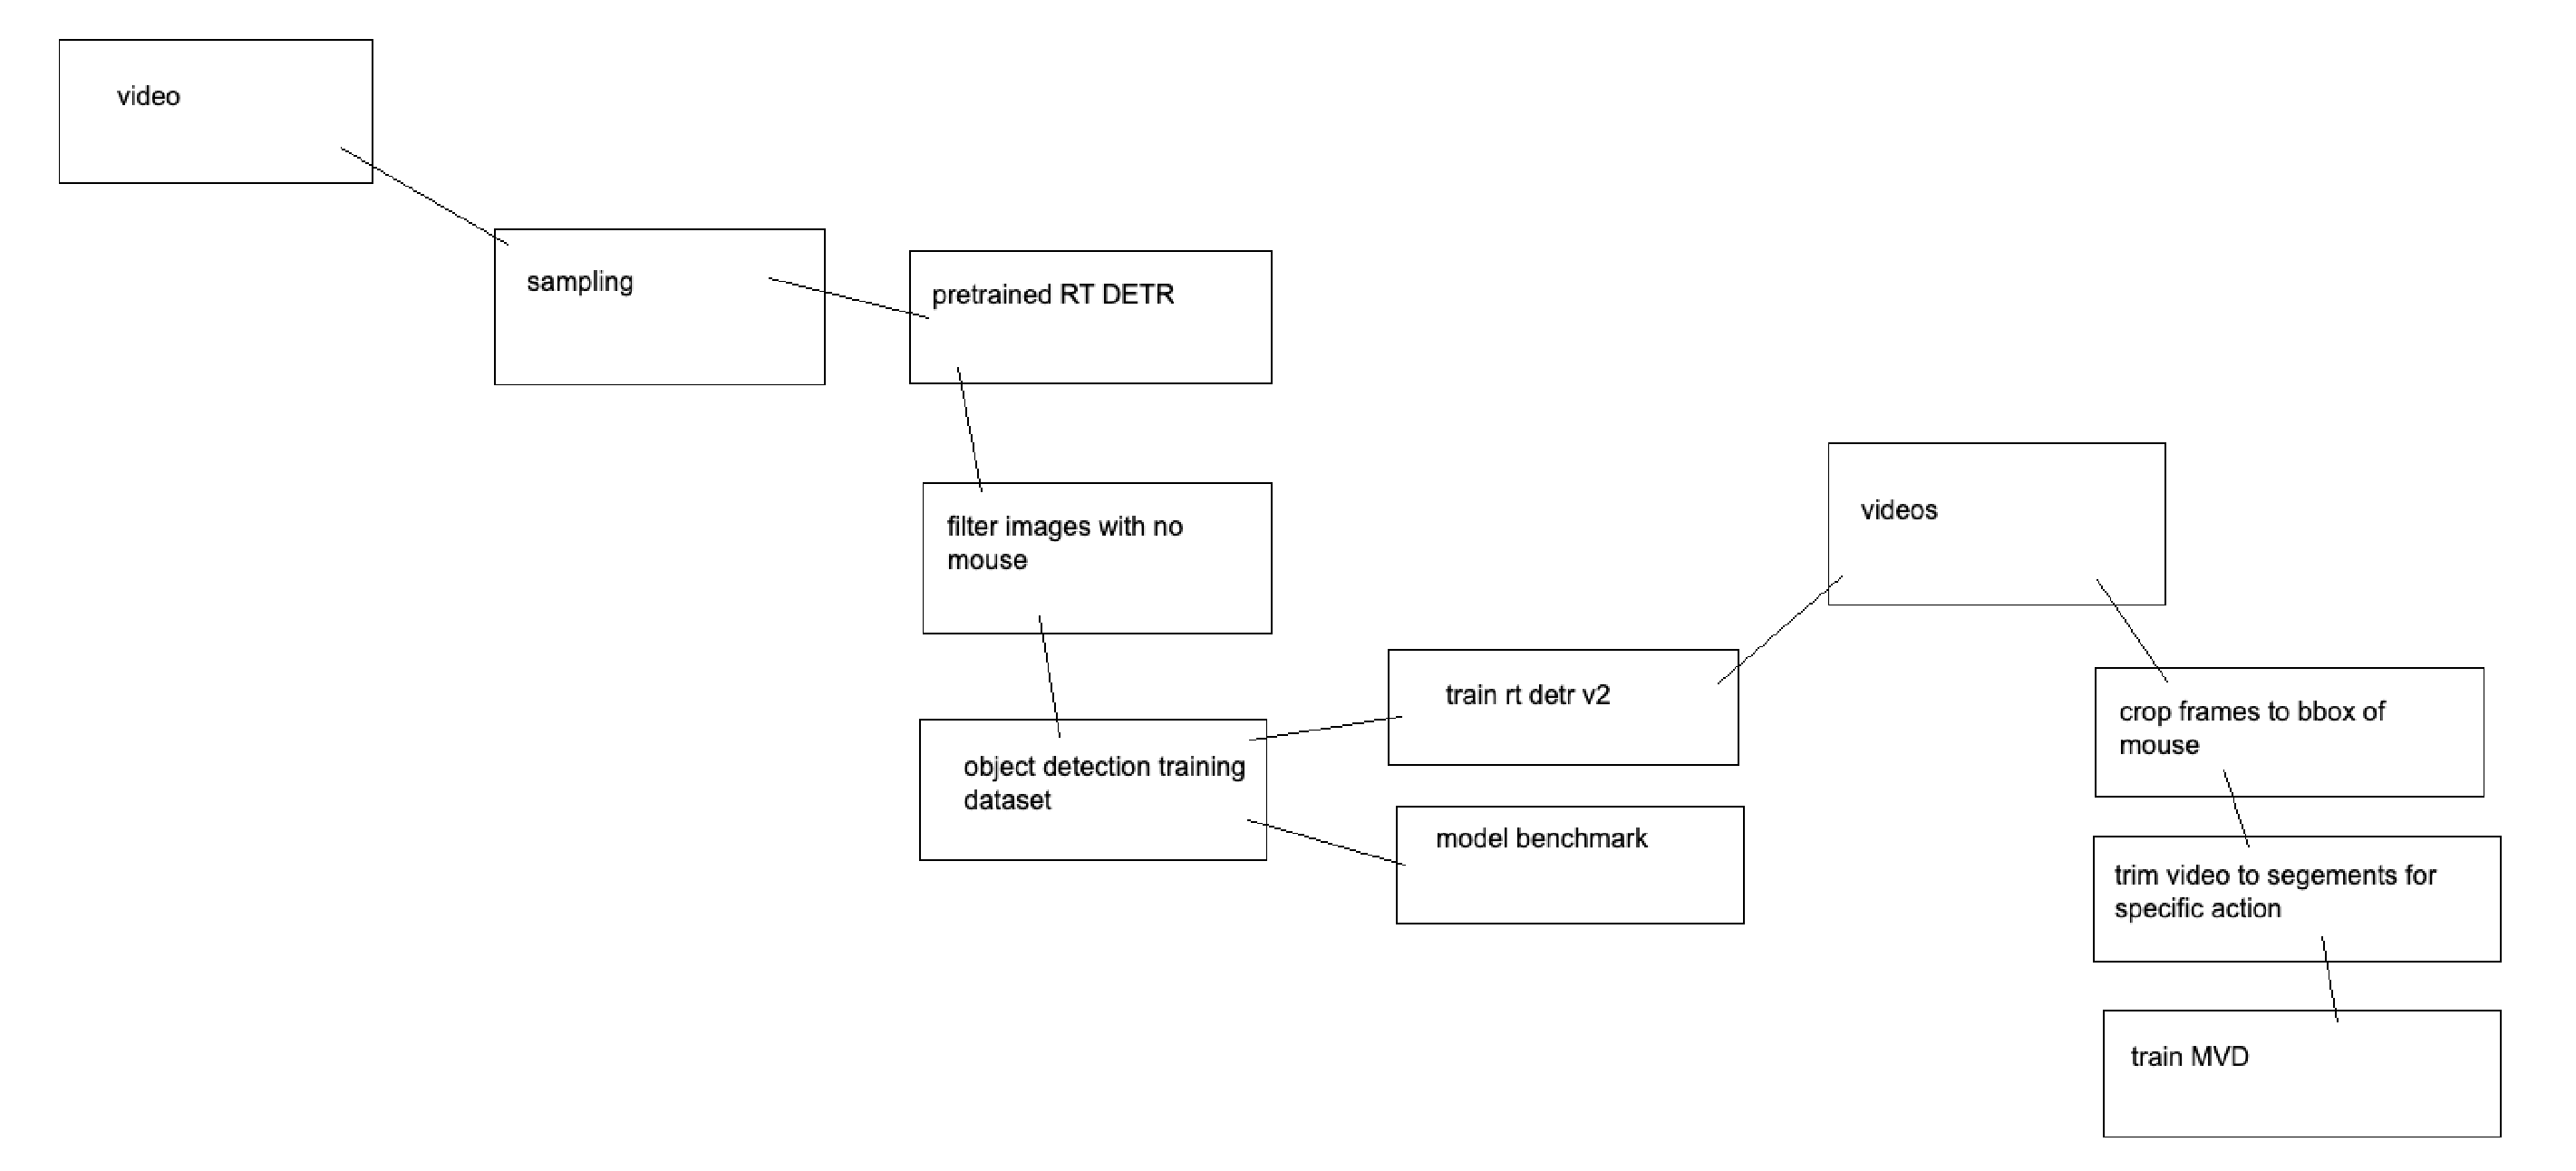 video
sampling
pretrained RT DETR
filter images with no
mouse
object detection training
dataset
train rt detr v2
model benchmark
videos
crop frames to bbox of
mouse
trim video to segements for
specific action
train MVD